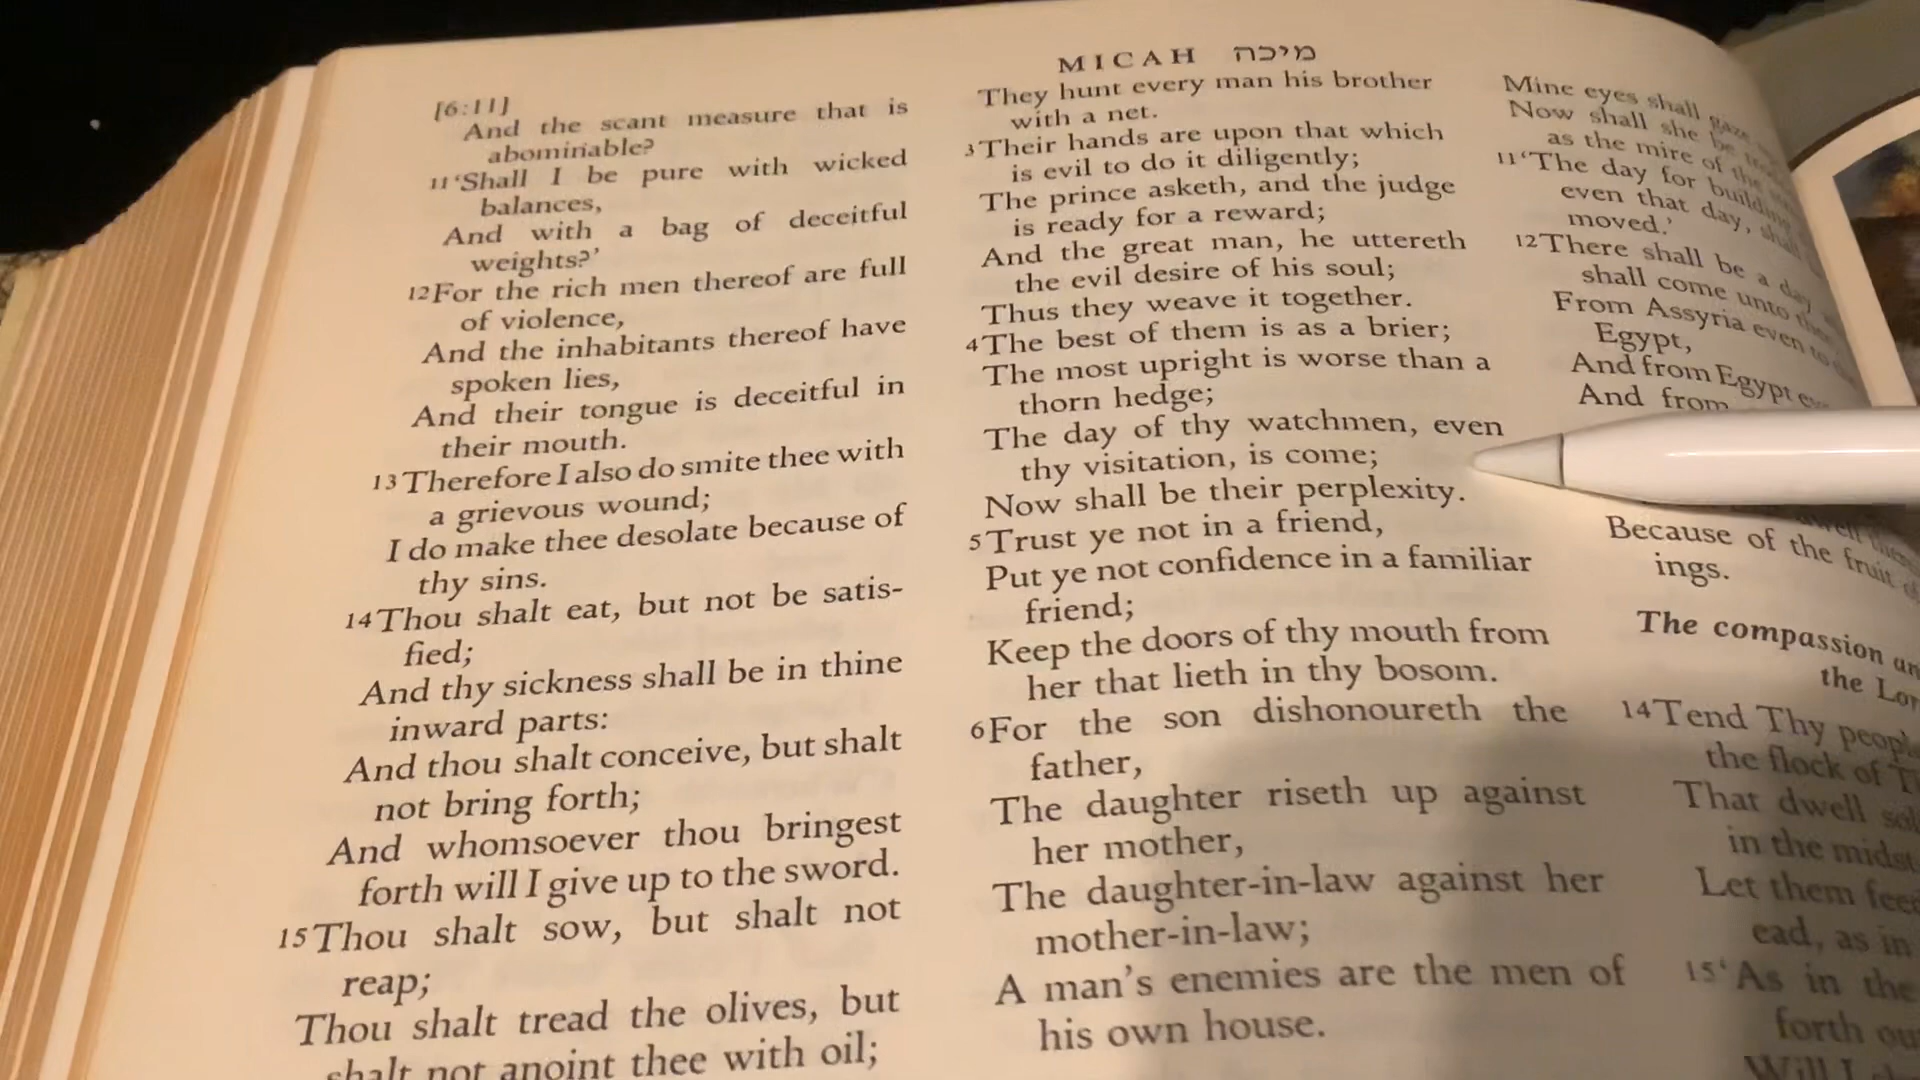 MICAH מיכה
[6:11]
And the scant measure that is
abominable?
11 'Shall I be pure with wicked
balances,
And with a bag of deceitful
weights?'
12 For the rich men thereof are full
of violence,
And the inhabitants thereof have
spoken lies,
And their tongue is deceitful in
their mouth.
13 Therefore I also do smite thee with
a grievous wound;
I do make thee desolate because of
thy sins.
14 Thou shalt eat, but not be satis-
fied;
And thy sickness shall be in thine
inward parts:
And thou shalt conceive, but shalt
not bring forth;
And whomsoever thou bringest
forth will I give up to the sword.
15 Thou shalt sow, but shalt not
reap;
Thou shalt tread the olives, but
shalt not anoint thee with oil;
They hunt every man his brother
with a net.
3 Their hands are upon that which
is evil to do it diligently;
The prince asketh, and the judge
is ready for a reward;
And the great man, he uttereth
the evil desire of his soul;
Thus they weave it together.
4 The best of them is as a brier;
The most upright is worse than a
thorn hedge;
The day of thy watchmen, even
thy visitation, is come;
Now shall be their perplexity.
5 Trust ye not in a friend,
Put ye not confidence in a familiar
friend;
Keep the doors of thy mouth from
her that lieth in thy bosom.
6 For the son dishonoureth the
father,
The daughter riseth up against
her mother,
The daughter-in-law against her
mother-in-law;
A man's enemies are the men of
his own house.
Mine eyes shall gaze
Now shall she be
as the mire of the
11 'The day for building
even that day, shall
moved.'
12 There shall be a day
shall come unto
From Assyria even to
Egypt,
And from Egypt
And from
Because of the fruit
ings.
The compassion
the
14 Tend Thy
the flock of
That dwell
in the midst
Let them
ead, as in
15 'As in the
forth
Will I